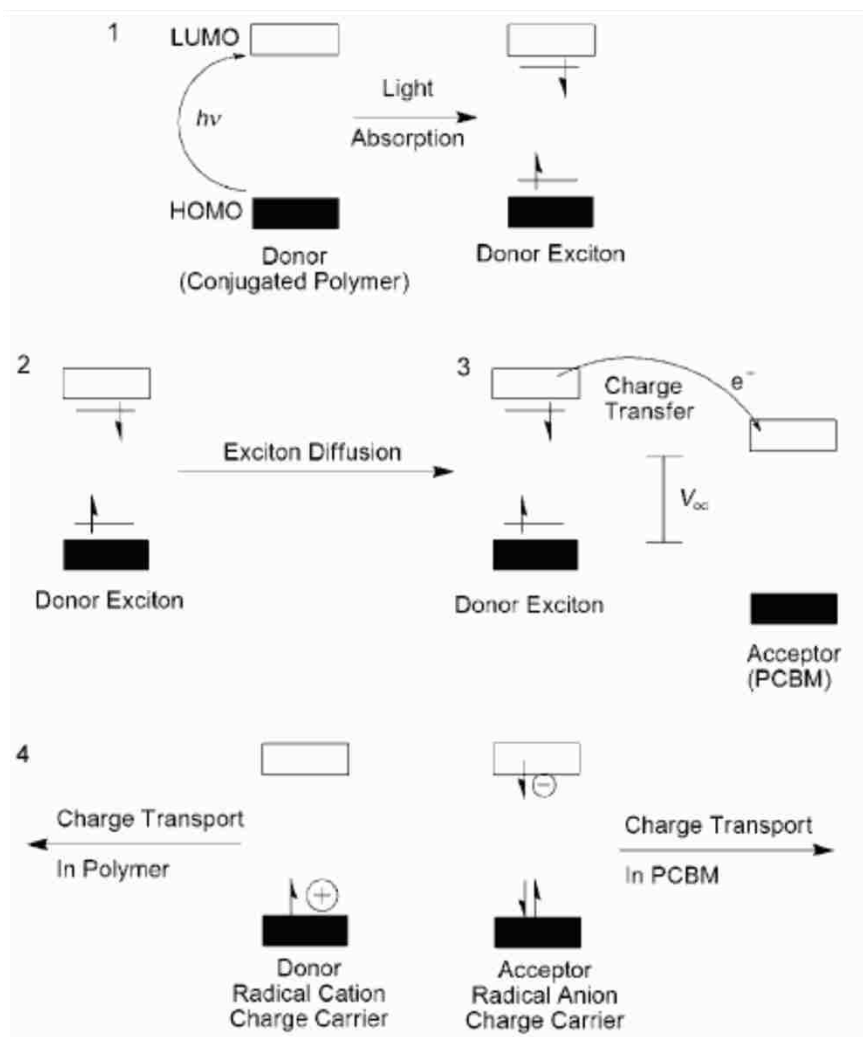 1
LUMO
hν
HOMO
Light
Absorption
Donor
(Conjugated Polymer)
Donor Exciton
2
Exciton Diffusion
Donor Exciton
3
Charge
Transfer
e⁻
V∝
Donor Exciton
Acceptor
(PCBM)
4
Charge Transport
In Polymer
+
Donor
Radical Cation
Charge Carrier
−
Acceptor
Radical Anion
Charge Carrier
Charge Transport
In PCBM